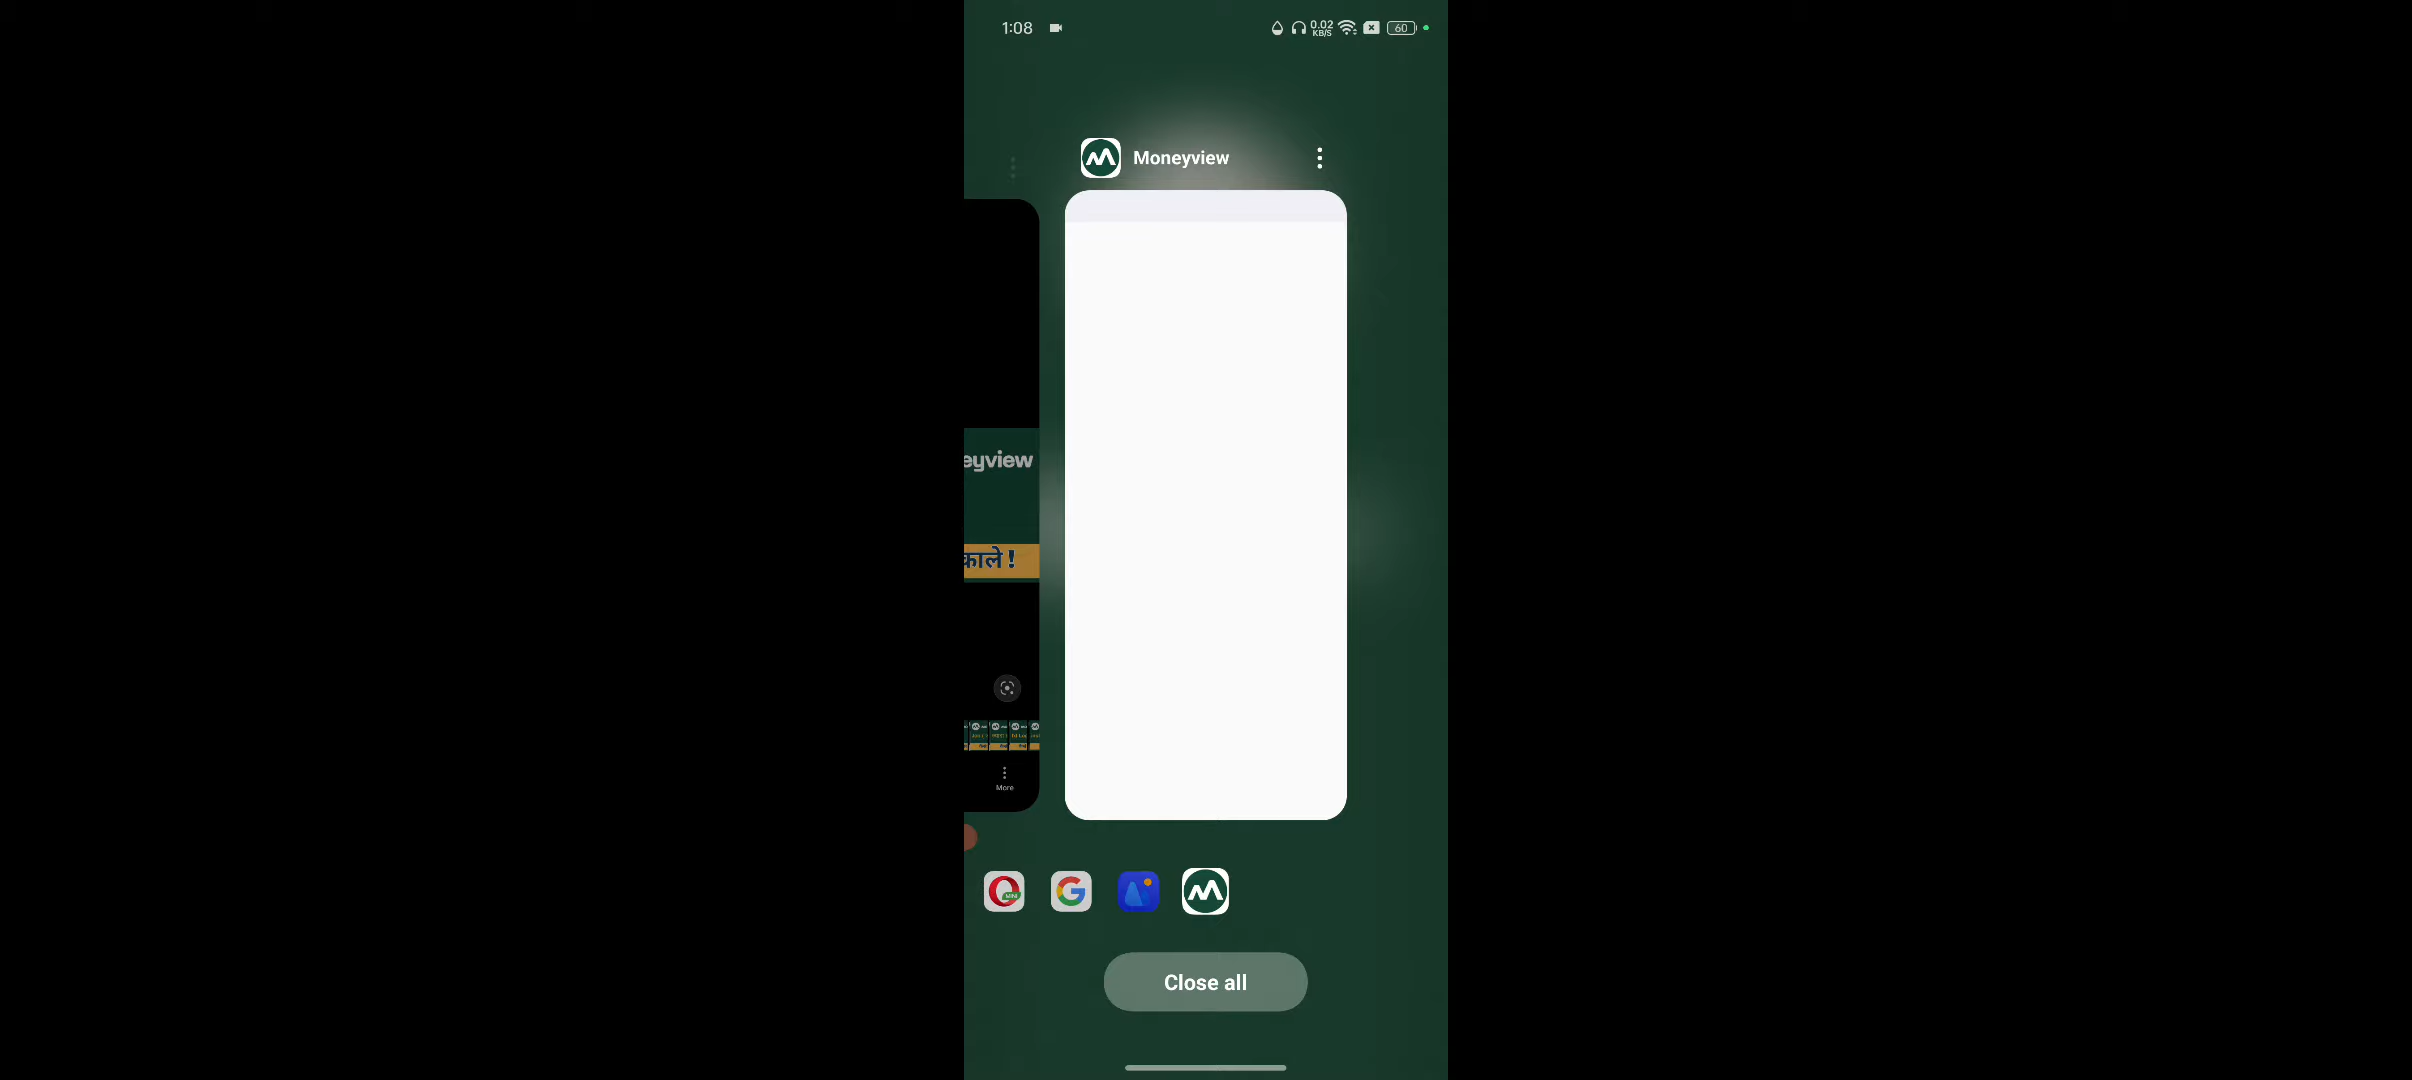 1:08
0.02
KB/S
60
Moneyview
eyview
काले !
More
Close all